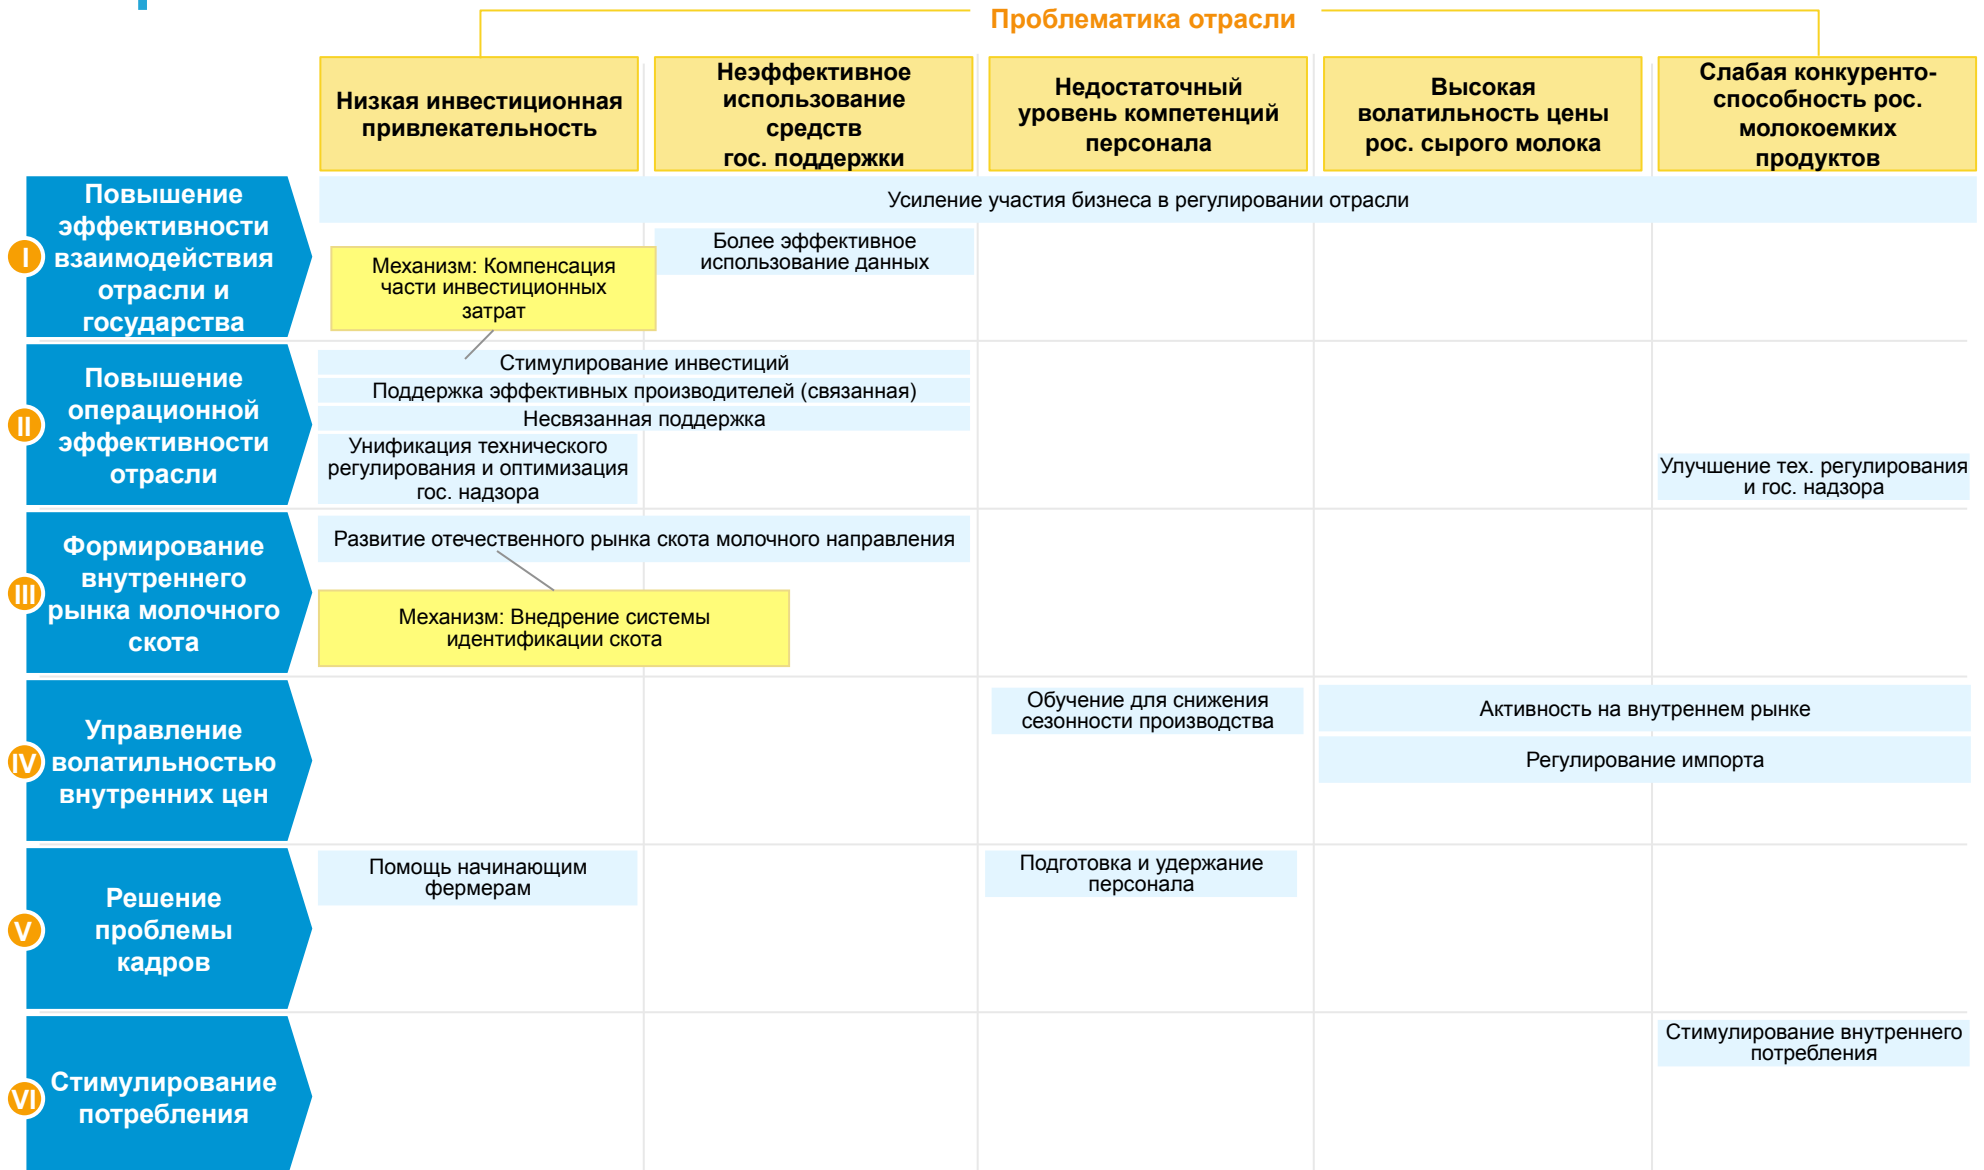 Проблематика отрасли
Низкая инвестиционная
привлекательность
Неэффективное
использование
средств
гос. поддержки
Недостаточный
уровень компетенций
персонала
Высокая
волатильность цены
рос. сырого молока
Слабая конкуренто-
способность рос.
молокоемких
продуктов
I
Повышение
эффективности
взаимодействия
отрасли и
государства
Усиление участия бизнеса в регулировании отрасли
Более эффективное
использование данных
Механизм: Компенсация
части инвестиционных
затрат
II
Повышение
операционной
эффективности
отрасли
Стимулирование инвестиций
Поддержка эффективных производителей (связанная)
Несвязанная поддержка
Унификация технического
регулирования и оптимизация
гос. надзора
Улучшение тех. регулирования
и гос. надзора
III
Формирование
внутреннего
рынка молочного
скота
Развитие отечественного рынка скота молочного направления
Механизм: Внедрение системы
идентификации скота
IV
Управление
волатильностью
внутренних цен
Обучение для снижения
сезонности производства
Активность на внутреннем рынке
Регулирование импорта
V
Решение
проблемы
кадров
Помощь начинающим
фермерам
Подготовка и удержание
персонала
VI
Стимулирование
потребления
Стимулирование внутреннего
потребления